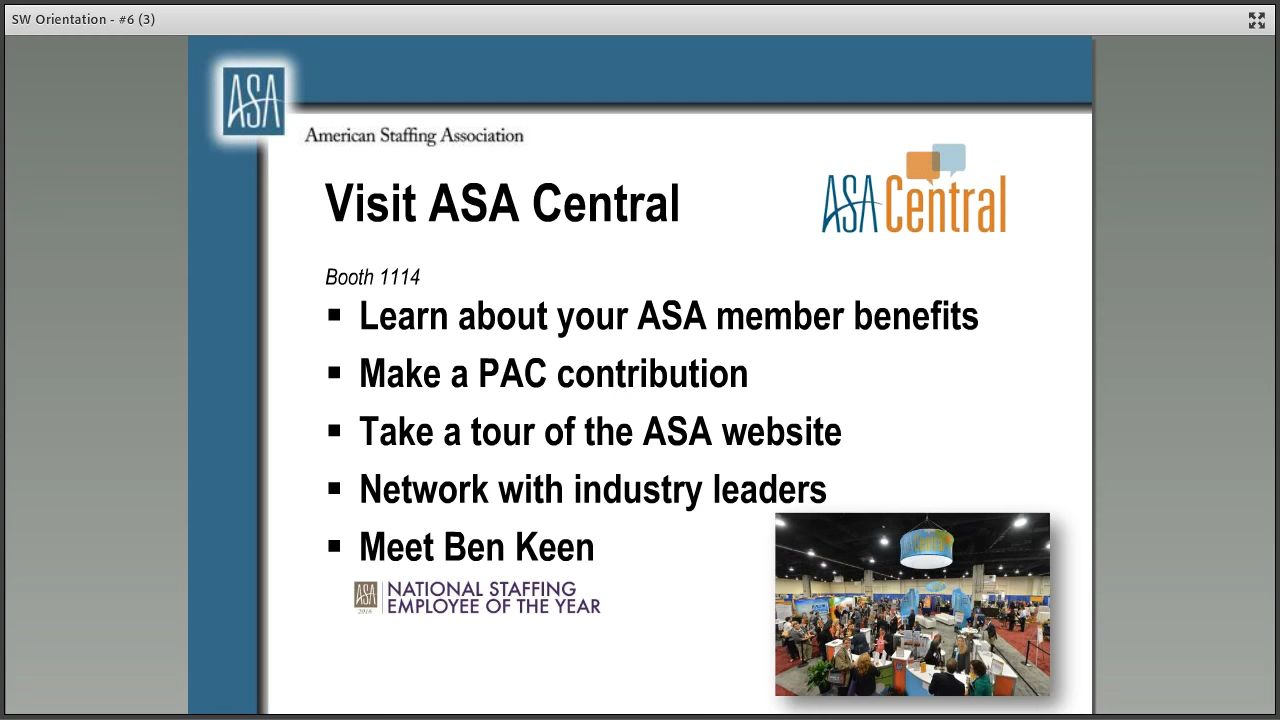 SW Orientation - #6 (3)
ASA
American Staffing Association
Visit ASA Central
ASA Central
Booth 1114
▪ Learn about your ASA member benefits
▪ Make a PAC contribution
▪ Take a tour of the ASA website
▪ Network with industry leaders
▪ Meet Ben Keen
ASA
2016
NATIONAL STAFFING
EMPLOYEE OF THE YEAR